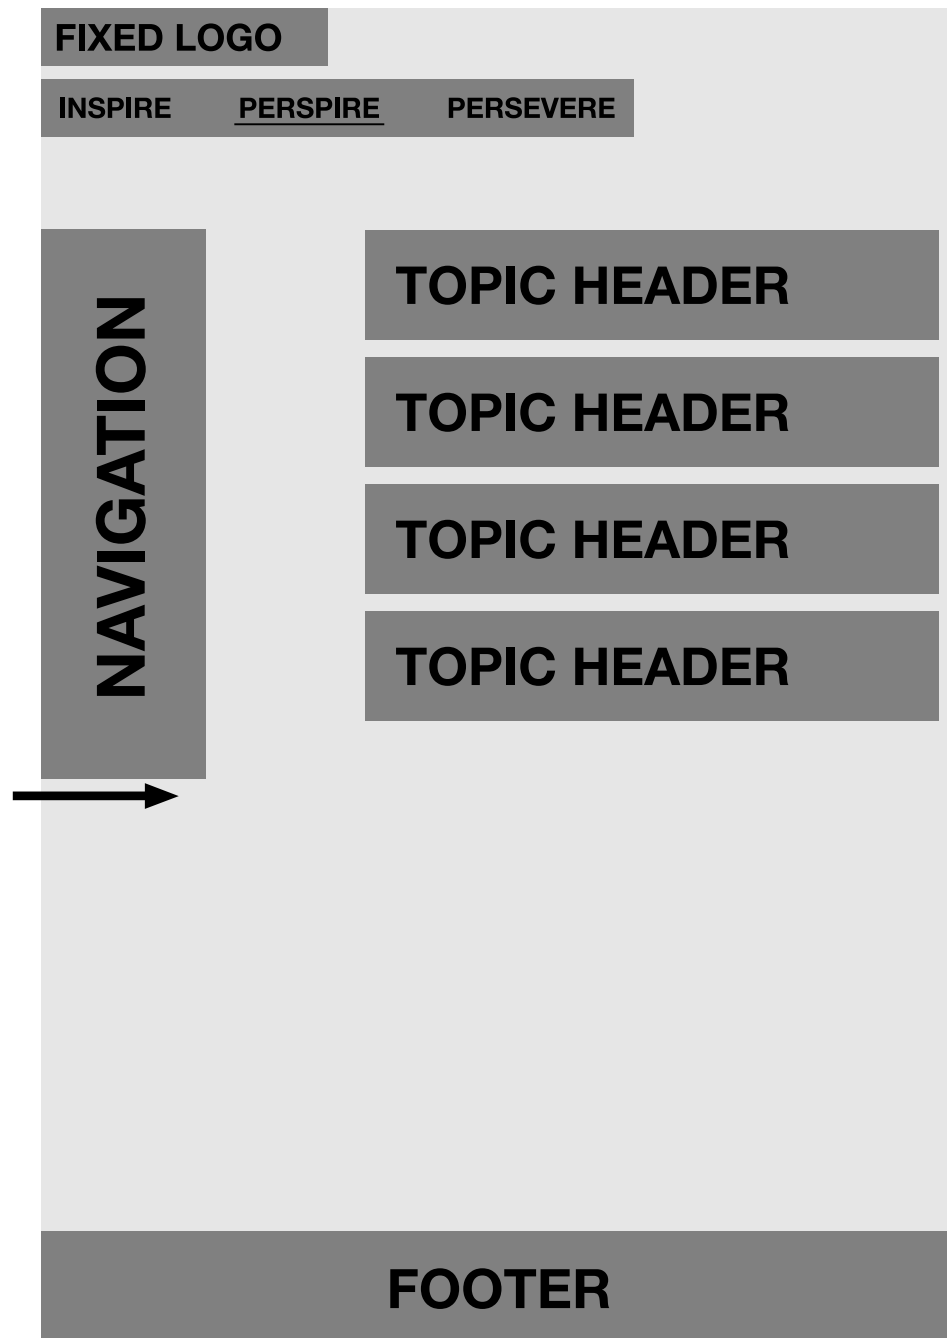 FIXED LOGO
INSPIRE PERSPIRE PERSEVERE
NAVIGATION
TOPIC HEADER
TOPIC HEADER
TOPIC HEADER
TOPIC HEADER
FOOTER